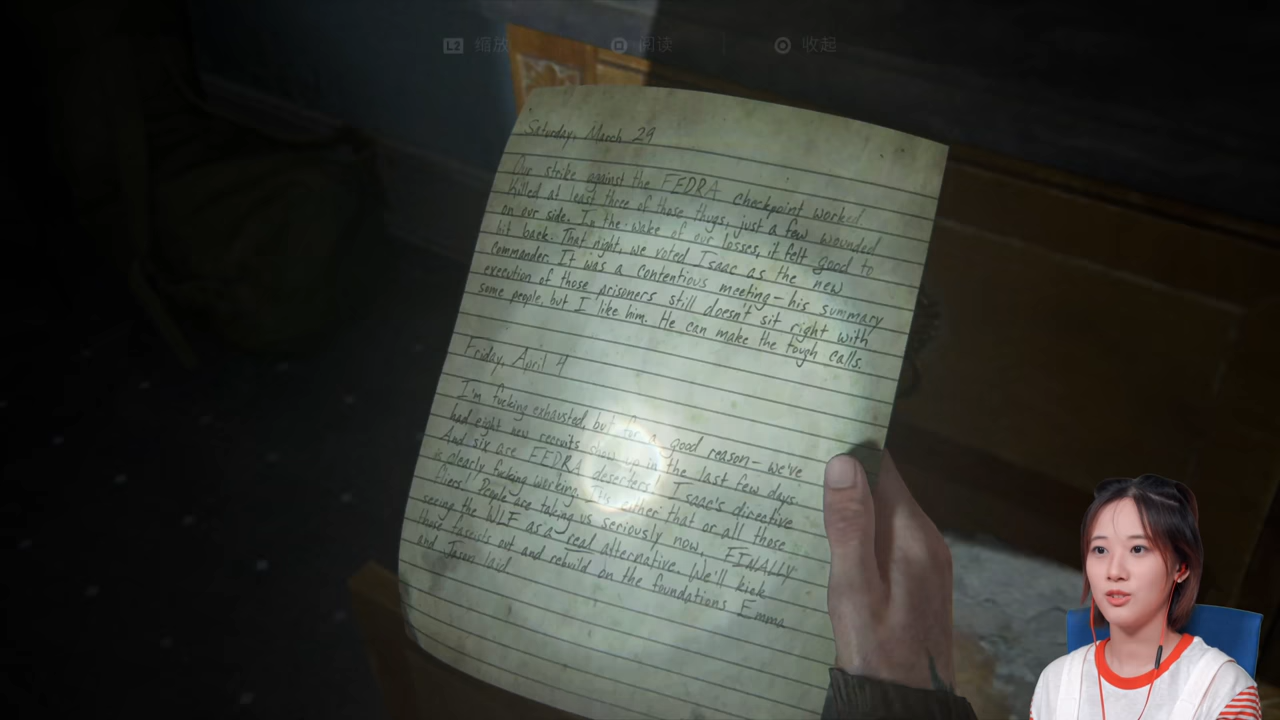 L2 缩放 阅读 收起
Saturday, March 29
Our strike against the FEDRA checkpoint worked.
Killed at least three of those thugs, just a few wounded
on our side. In the wake of our losses, it felt good to
hit back. That night, we voted Isaac as the new
commander. It was a contentious meeting—his summary
execution of those prisoners still doesn't sit right with
some people, but I like him. He can make the tough calls.
Friday, April 4
I'm fucking exhausted, but for a good reason—we've
had eight new recruits show up in the last few days.
And six are FEDRA deserters! Isaac's directive
is clearly fucking working. It's either that or all those
fliers! People are taking us seriously now, FINALLY
seeing the WLF as a real alternative. We'll kick
those fascists out and rebuild on the foundations Emma
and Jason laid